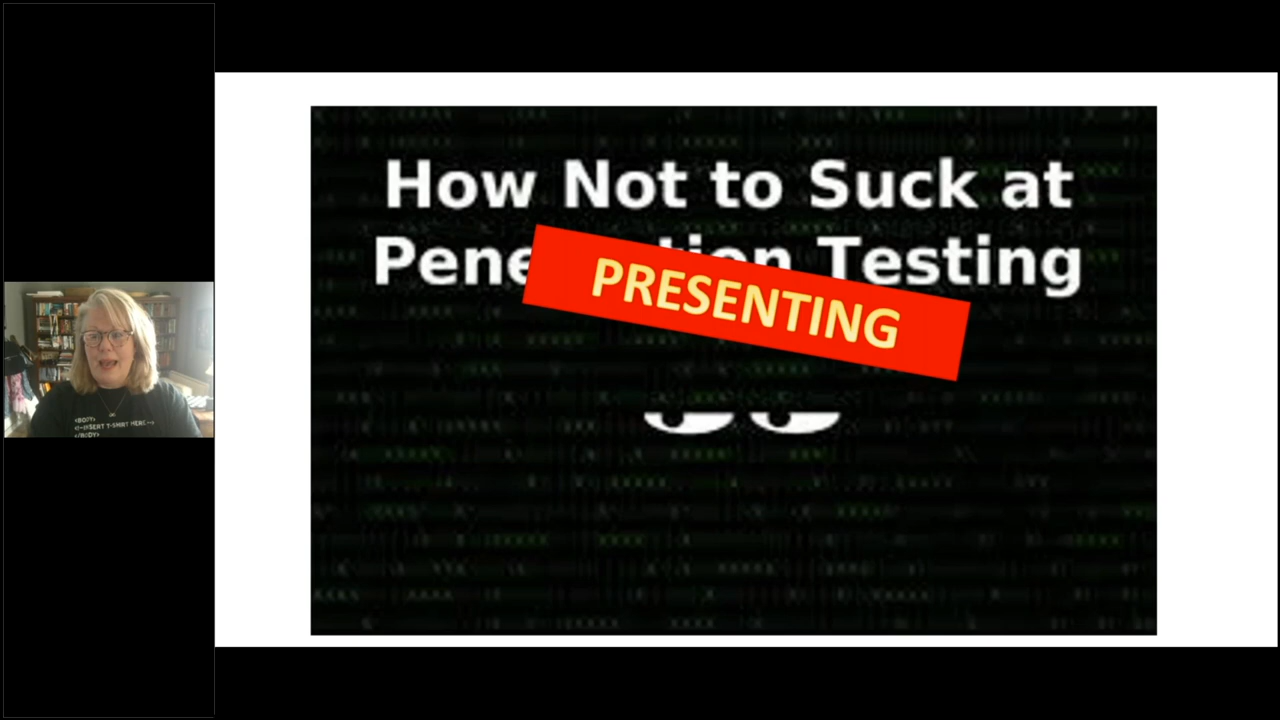 How Not to Suck at
Pene tion Testing
PRESENTING
<BODY>
<!--INSERT T-SHIRT HERE-->
</BODY>